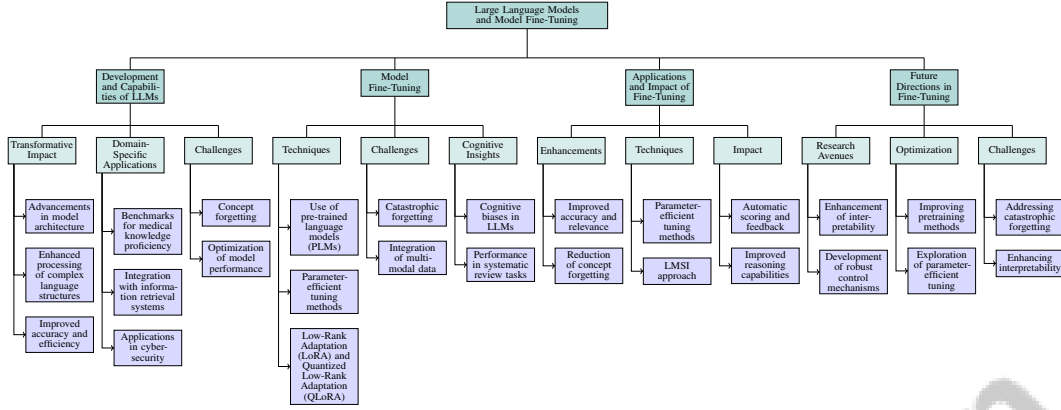 Large Language Models
and Model Fine-Tuning
Development
and Capabili-
ties of LLMs
Model
Fine-Tuning
Applications
and Impact of
Fine-Tuning
Future
Directions in
Fine-Tuning
Transformative
Impact
Domain-
Specific
Applications
Challenges
Techniques
Challenges
Cognitive
Insights
Enhancements
Techniques
Impact
Research
Avenues
Optimization
Challenges
Advancements
in model
architecture
Enhanced
processing of
complex
language
structures
Improved
accuracy and
efficiency
Benchmarks
for medical
knowledge
proficiency
Integration
with informa-
tion retrieval
systems
Applications
in cyber-
security
Concept
forgetting
Optimization
of model
performance
Use of
pre-trained
language
models
(PLMs)
Parameter-
efficient
tuning
methods
Low-Rank
Adaptation
(LoRA) and
Quantized
Low-Rank
Adaptation
(QLoRA)
Catastrophic
forgetting
Integration
of multi-
modal data
Cognitive
biases in
LLMs
Performance
in systematic
review tasks
Improved
accuracy and
relevance
Reduction
of concept
forgetting
Parameter-
efficient
tuning
methods
LMSI
approach
Automatic
scoring and
feedback
Improved
reasoning
capabilities
Enhancement
of inter-
pretability
Development
of robust
control
mechanisms
Improving
pretraining
methods
Exploration
of parameter-
efficient
tuning
Addressing
catastrophic
forgetting
Enhancing
interpretability